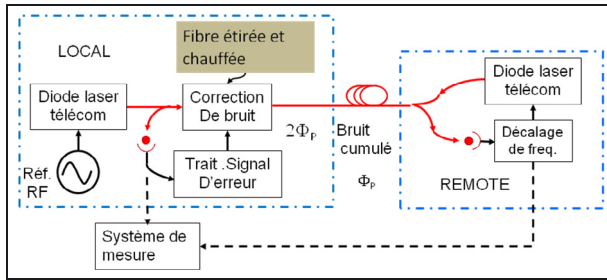 LOCAL
Fibre étirée et
chauffée
Diode laser
télécom
Correction
De bruit
Réf.
RF
Trait .Signal
D'erreur
2Φ_P
Bruit
cumulé
Φ_P
Diode laser
télécom
Décalage
de freq.
REMOTE
Système de
mesure